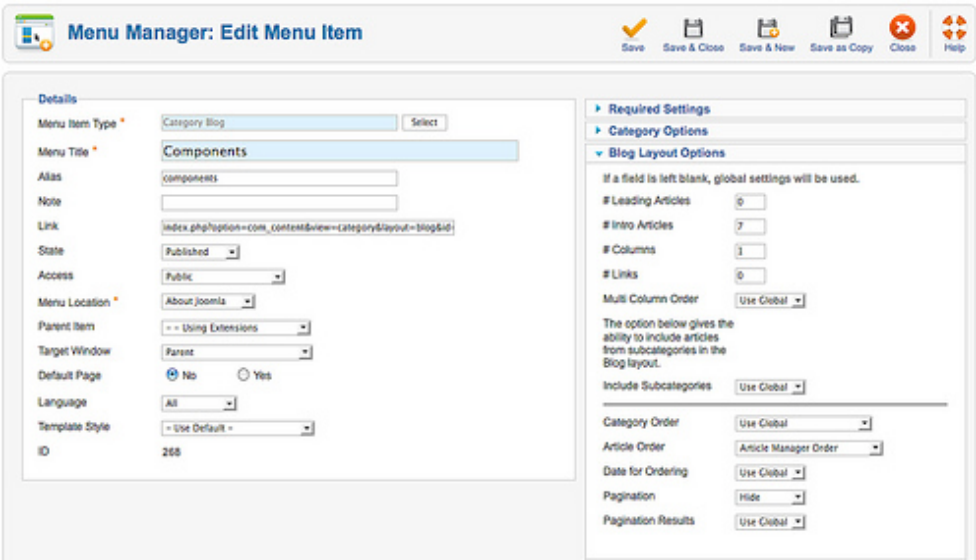 Menu Manager: Edit Menu Item
Save
Save & Close
Save & New
Save as Copy
Close
Help
Details
Menu Item Type *
Category Blog
Select
Menu Title *
Components
Alias
components
Note
Link
index.php?option=com_content&view=category&layout=blog&id=
State
Published
Access
Public
Menu Location *
About Joomla
Parent Item
- - Using Extensions
Target Window
Parent
Default Page
No
Yes
Language
All
Template Style
- Use Default -
ID
268
Required Settings
Category Options
Blog Layout Options
If a field is left blank, global settings will be used.
# Leading Articles
0
# Intro Articles
7
# Columns
1
# Links
0
Multi Column Order
Use Global
The option below gives the
ability to include articles
from subcategories in the
Blog layout.
Include Subcategories
Use Global
Category Order
Use Global
Article Order
Article Manager Order
Date for Ordering
Use Global
Pagination
Hide
Pagination Results
Use Global